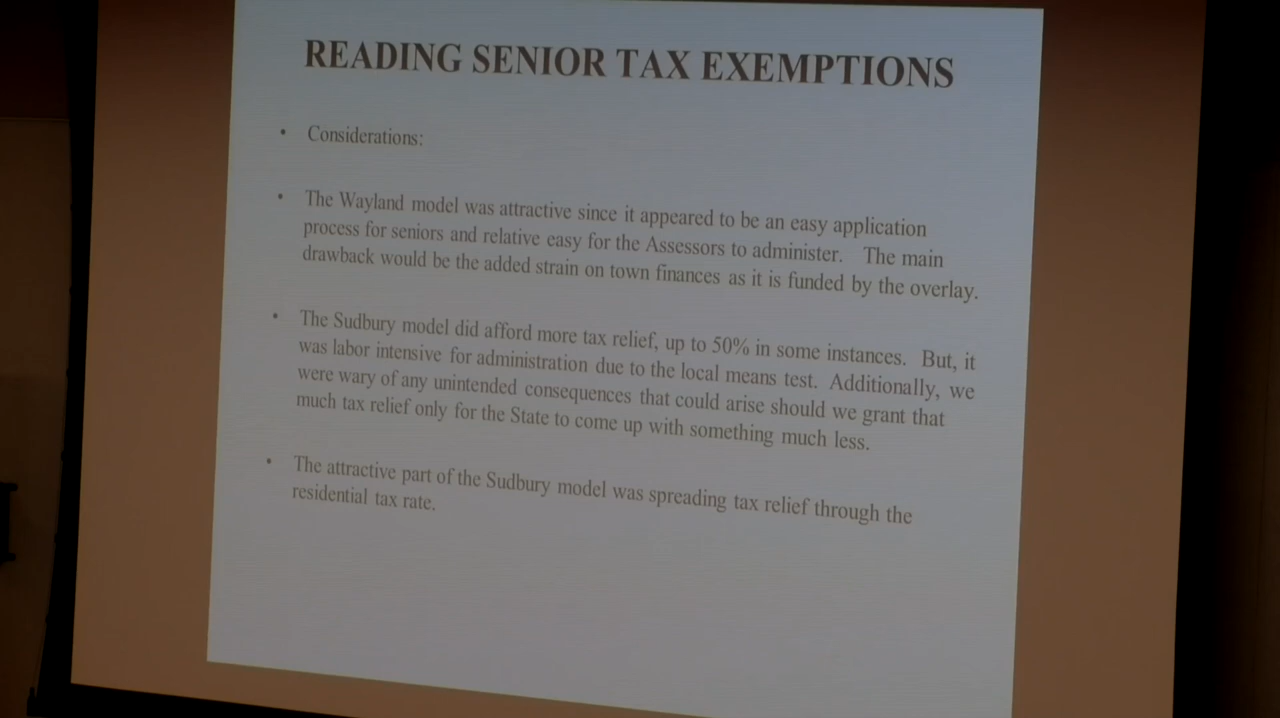 READING SENIOR TAX EXEMPTIONS
• Considerations:
• The Wayland model was attractive since it appeared to be an easy application
process for seniors and relative easy for the Assessors to administer. The main
drawback would be the added strain on town finances as it is funded by the overlay.
• The Sudbury model did afford more tax relief, up to 50% in some instances. But, it
was labor intensive for administration due to the local means test. Additionally, we
were wary of any unintended consequences that could arise should we grant that
much tax relief only for the State to come up with something much less.
• The attractive part of the Sudbury model was spreading tax relief through the
residential tax rate.